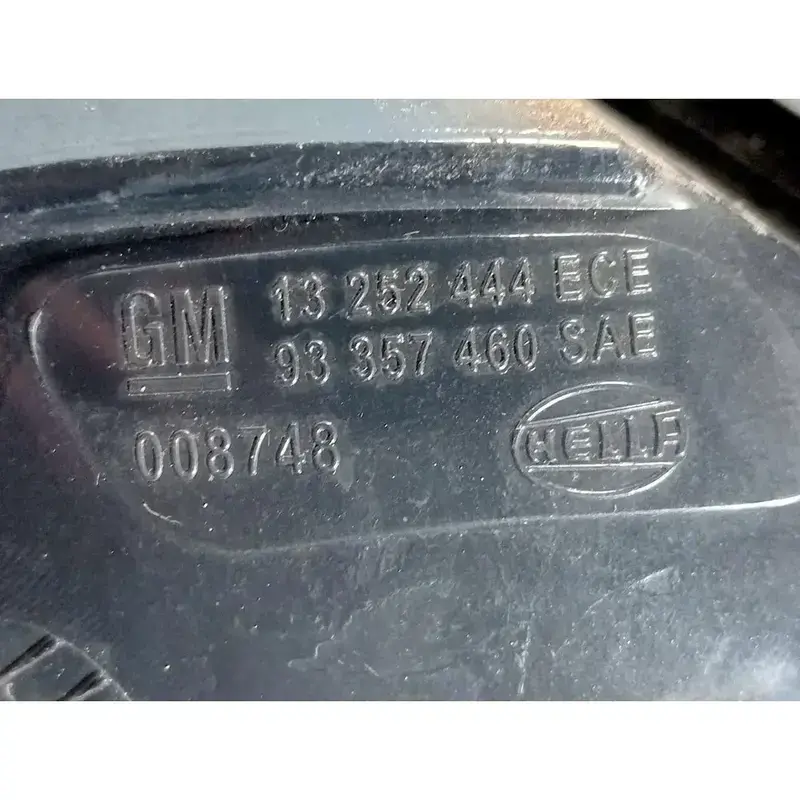 GM 13 252 444 ECE
93 357 460 SAE
008748 HELLA